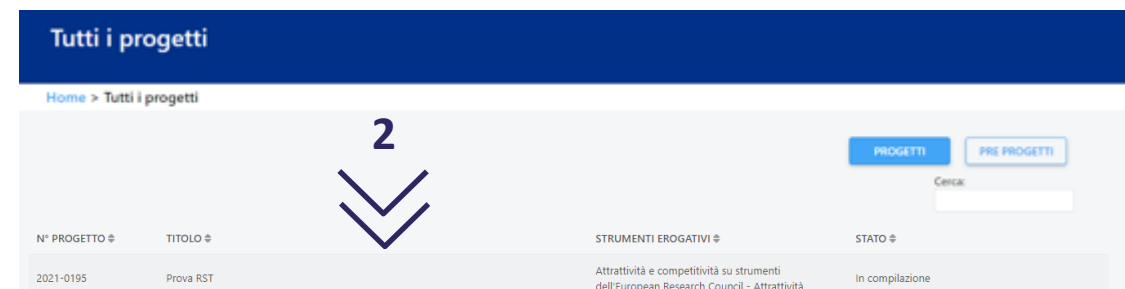 Tutti i progetti
Home > Tutti i progetti
2
PROGETTI PRE PROGETTI
Cerca:
N° PROGETTO TITOLO STRUMENTI EROGATIVI STATO
2021-0195 Prova RST Attrattività e competitività su strumenti In compilazione
dell'European Research Council - Attrattività